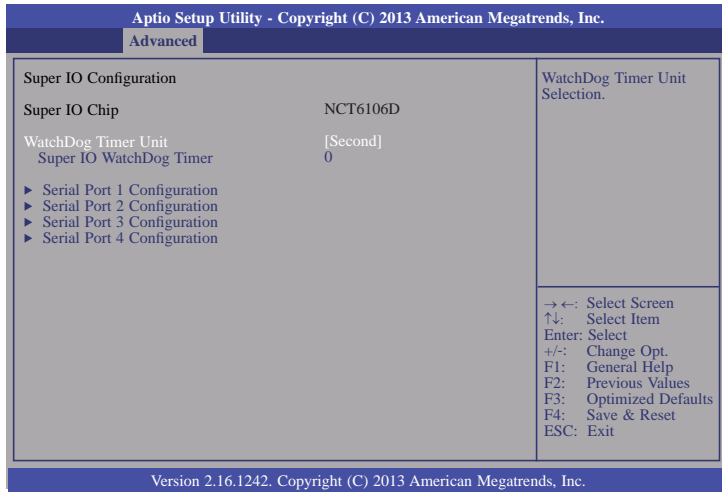 Aptio Setup Utility - Copyright (C) 2013 American Megatrends, Inc.
Advanced
Super IO Configuration
Super IO Chip NCT6106D
WatchDog Timer Unit [Second]
Super IO WatchDog Timer 0
▶ Serial Port 1 Configuration
▶ Serial Port 2 Configuration
▶ Serial Port 3 Configuration
▶ Serial Port 4 Configuration
WatchDog Timer Unit
Selection.
→←: Select Screen
↑↓: Select Item
Enter: Select
+/-: Change Opt.
F1: General Help
F2: Previous Values
F3: Optimized Defaults
F4: Save & Reset
ESC: Exit
Version 2.16.1242. Copyright (C) 2013 American Megatrends, Inc.